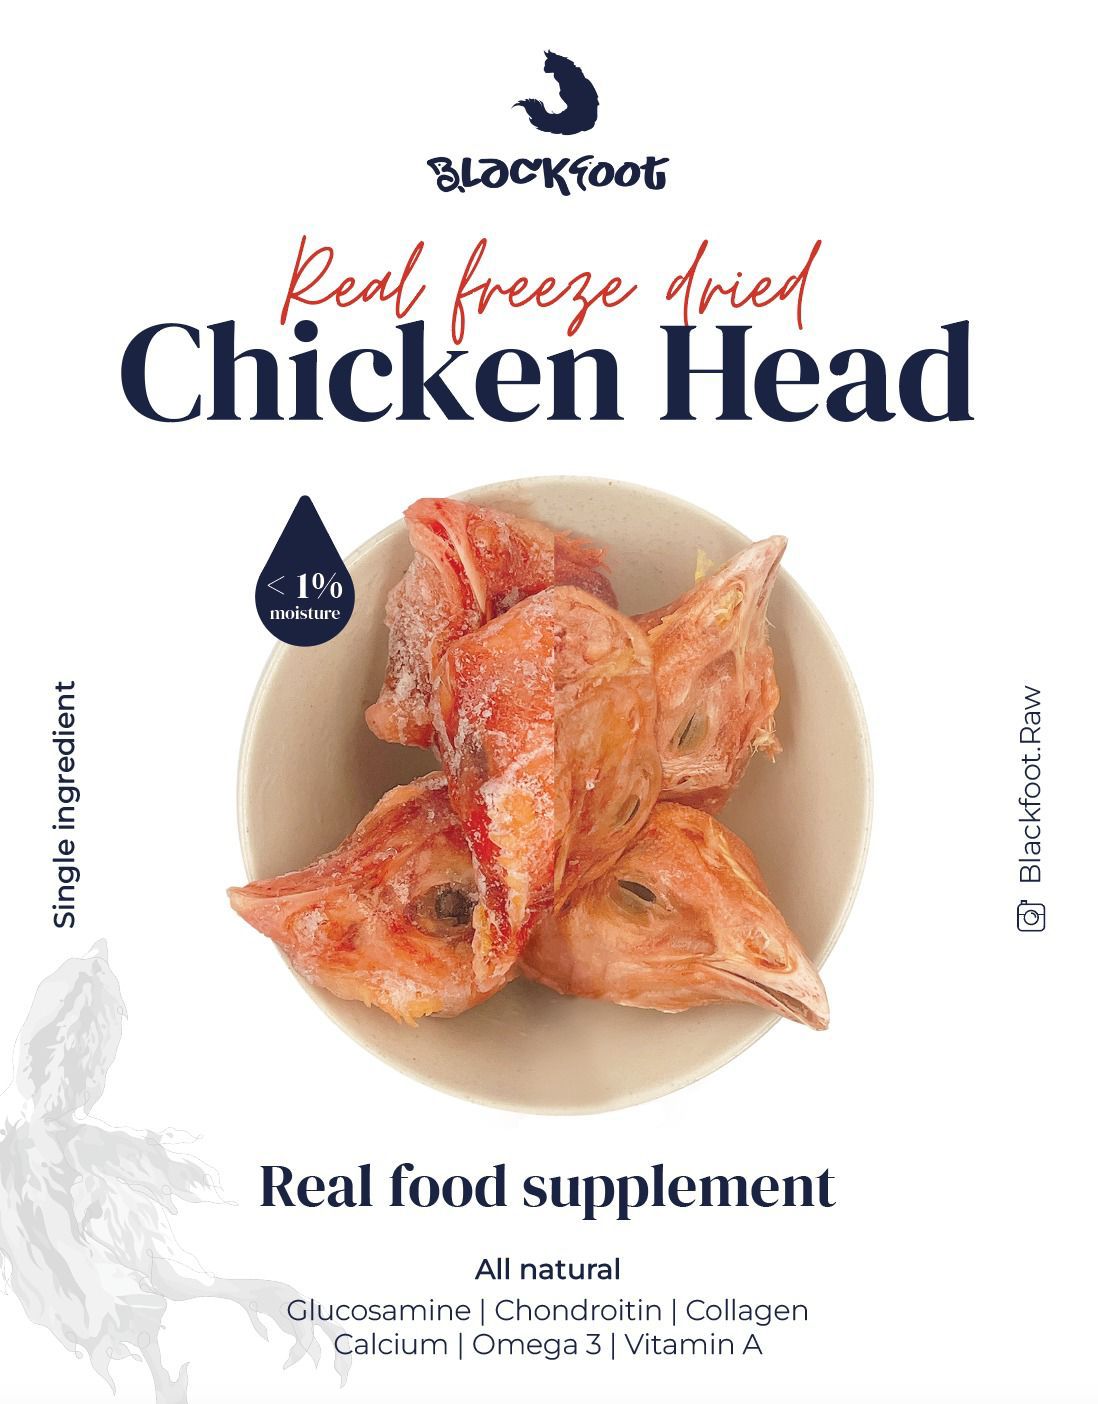 Blackfoot
Real freeze dried
Chicken Head
< 1%
moisture
Single ingredient
Blackfoot.Raw
Real food supplement
All natural
Glucosamine | Chondroitin | Collagen
Calcium | Omega 3 | Vitamin A